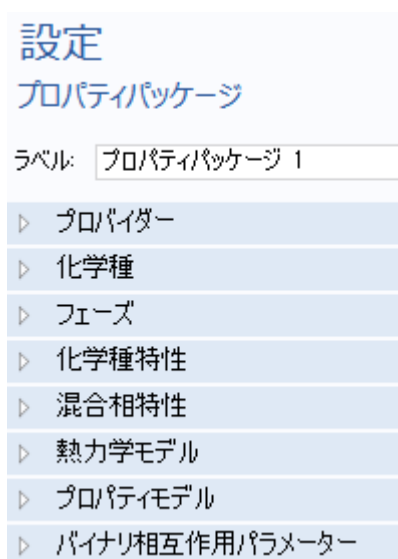 設定
プロパティパッケージ
ラベル: プロパティパッケージ 1
プロバイダー
化学種
フェーズ
化学種特性
混合相特性
熱力学モデル
プロパティモデル
バイナリ相互作用パラメーター